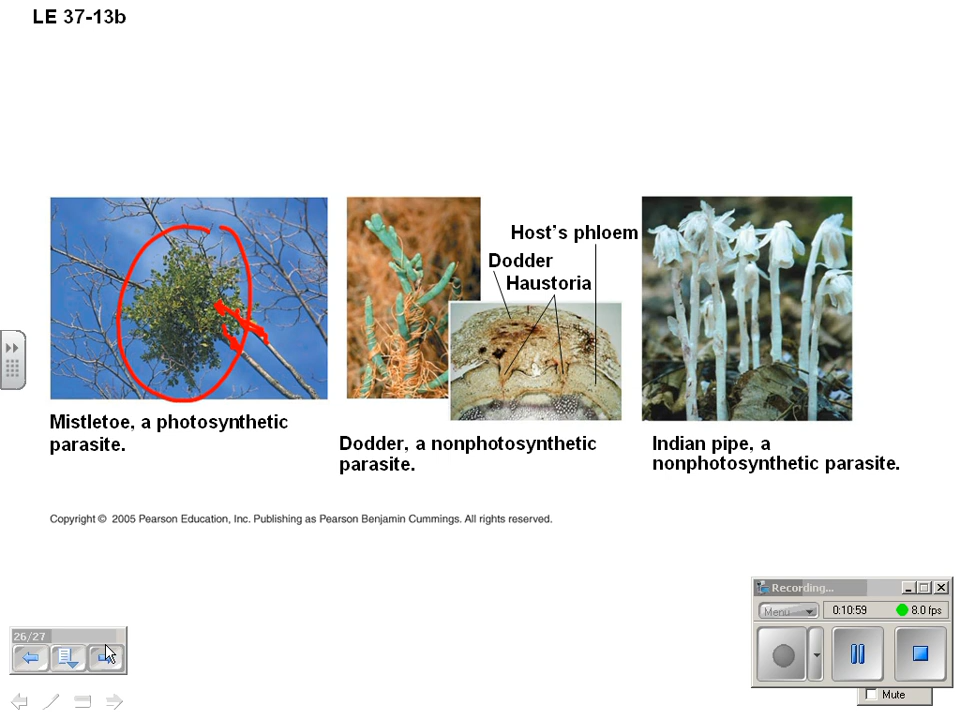 LE 37-13b
Host's phloem
Dodder
Haustoria
Mistletoe, a photosynthetic
parasite.
Dodder, a nonphotosynthetic
parasite.
Indian pipe, a
nonphotosynthetic parasite.
Copyright © 2005 Pearson Education, Inc. Publishing as Pearson Benjamin Cummings. All rights reserved.
Recording...
Menu
0:10:59
8.0 fps
Mute
26/27